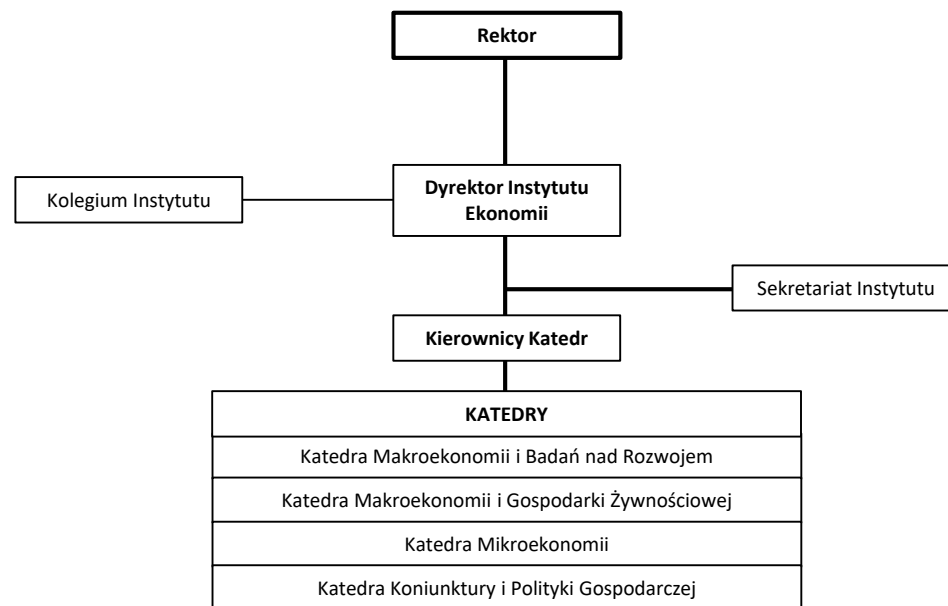 Rektor
Kolegium Instytutu
Dyrektor Instytutu
Ekonomii
Sekretariat Instytutu
Kierownicy Katedr
KATEDRY
Katedra Makroekonomii i Badań nad Rozwojem
Katedra Makroekonomii i Gospodarki Żywnościowej
Katedra Mikroekonomii
Katedra Koniunktury i Polityki Gospodarczej